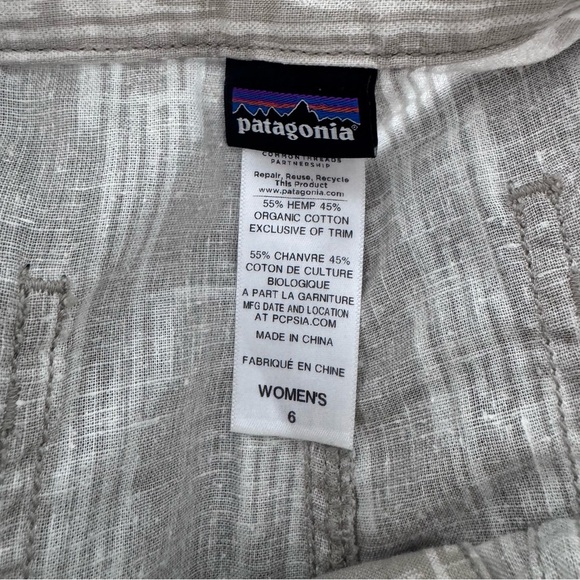 patagonia®
COMMON THREADS
PARTNERSHIP
Repair, Reuse, Recycle
This Product
www.patagonia.com
55% HEMP 45%
ORGANIC COTTON
EXCLUSIVE OF TRIM
55% CHANVRE 45%
COTON DE CULTURE
BIOLOGIQUE
A PART LA GARNITURE
MFG DATE AND LOCATION
AT PCPSIA.COM
MADE IN CHINA
FABRIQUÉ EN CHINE
WOMEN'S
6